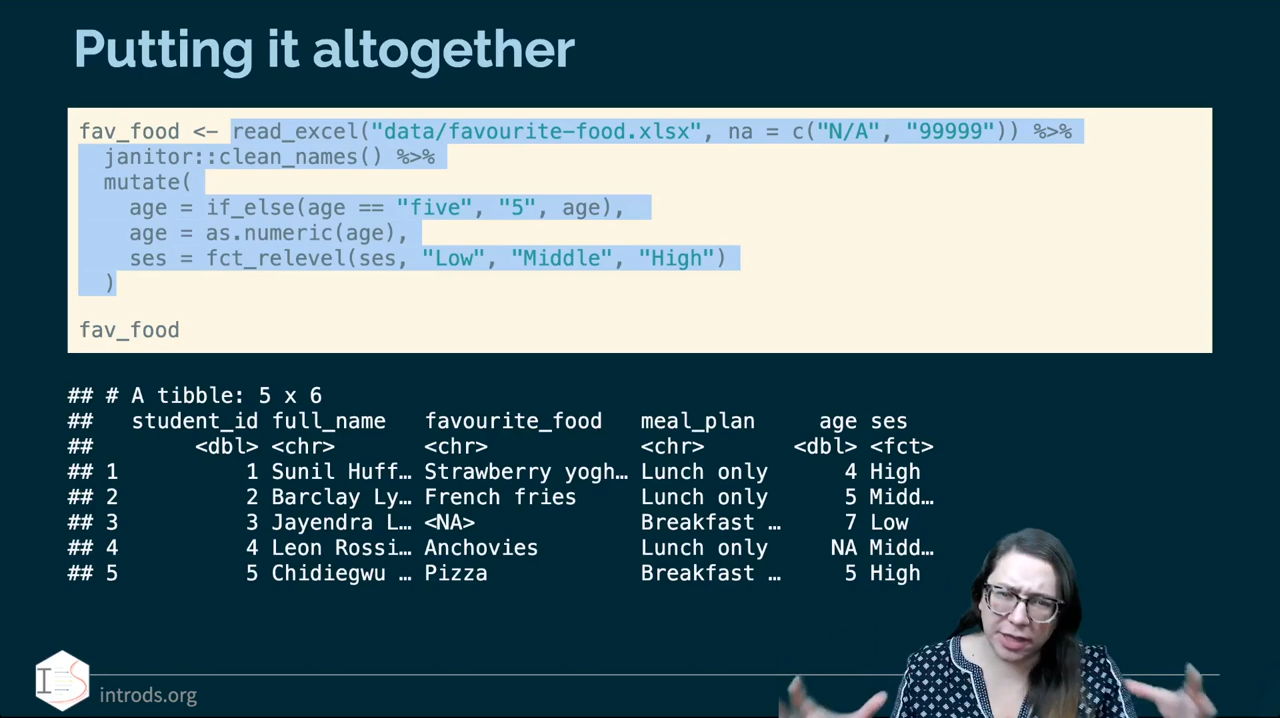 Putting it altogether
fav_food <- read_excel("data/favourite-food.xlsx", na = c("N/A", "99999")) %>%
  janitor::clean_names() %>%
  mutate(
    age = if_else(age == "five", "5", age),
    age = as.numeric(age),
    ses = fct_relevel(ses, "Low", "Middle", "High")
  )
fav_food
## # A tibble: 5 x 6
##   student_id full_name   favourite_food   meal_plan     age ses
##        <dbl> <chr>       <chr>            <chr>       <dbl> <fct>
## 1          1 Sunil Huff… Strawberry yogh… Lunch only      4 High
## 2          2 Barclay Ly… French fries     Lunch only      5 Midd…
## 3          3 Jayendra L… <NA>             Breakfast …     7 Low
## 4          4 Leon Rossi… Anchovies        Lunch only     NA Midd…
## 5          5 Chidiegwu … Pizza            Breakfast …     5 High
introds.org